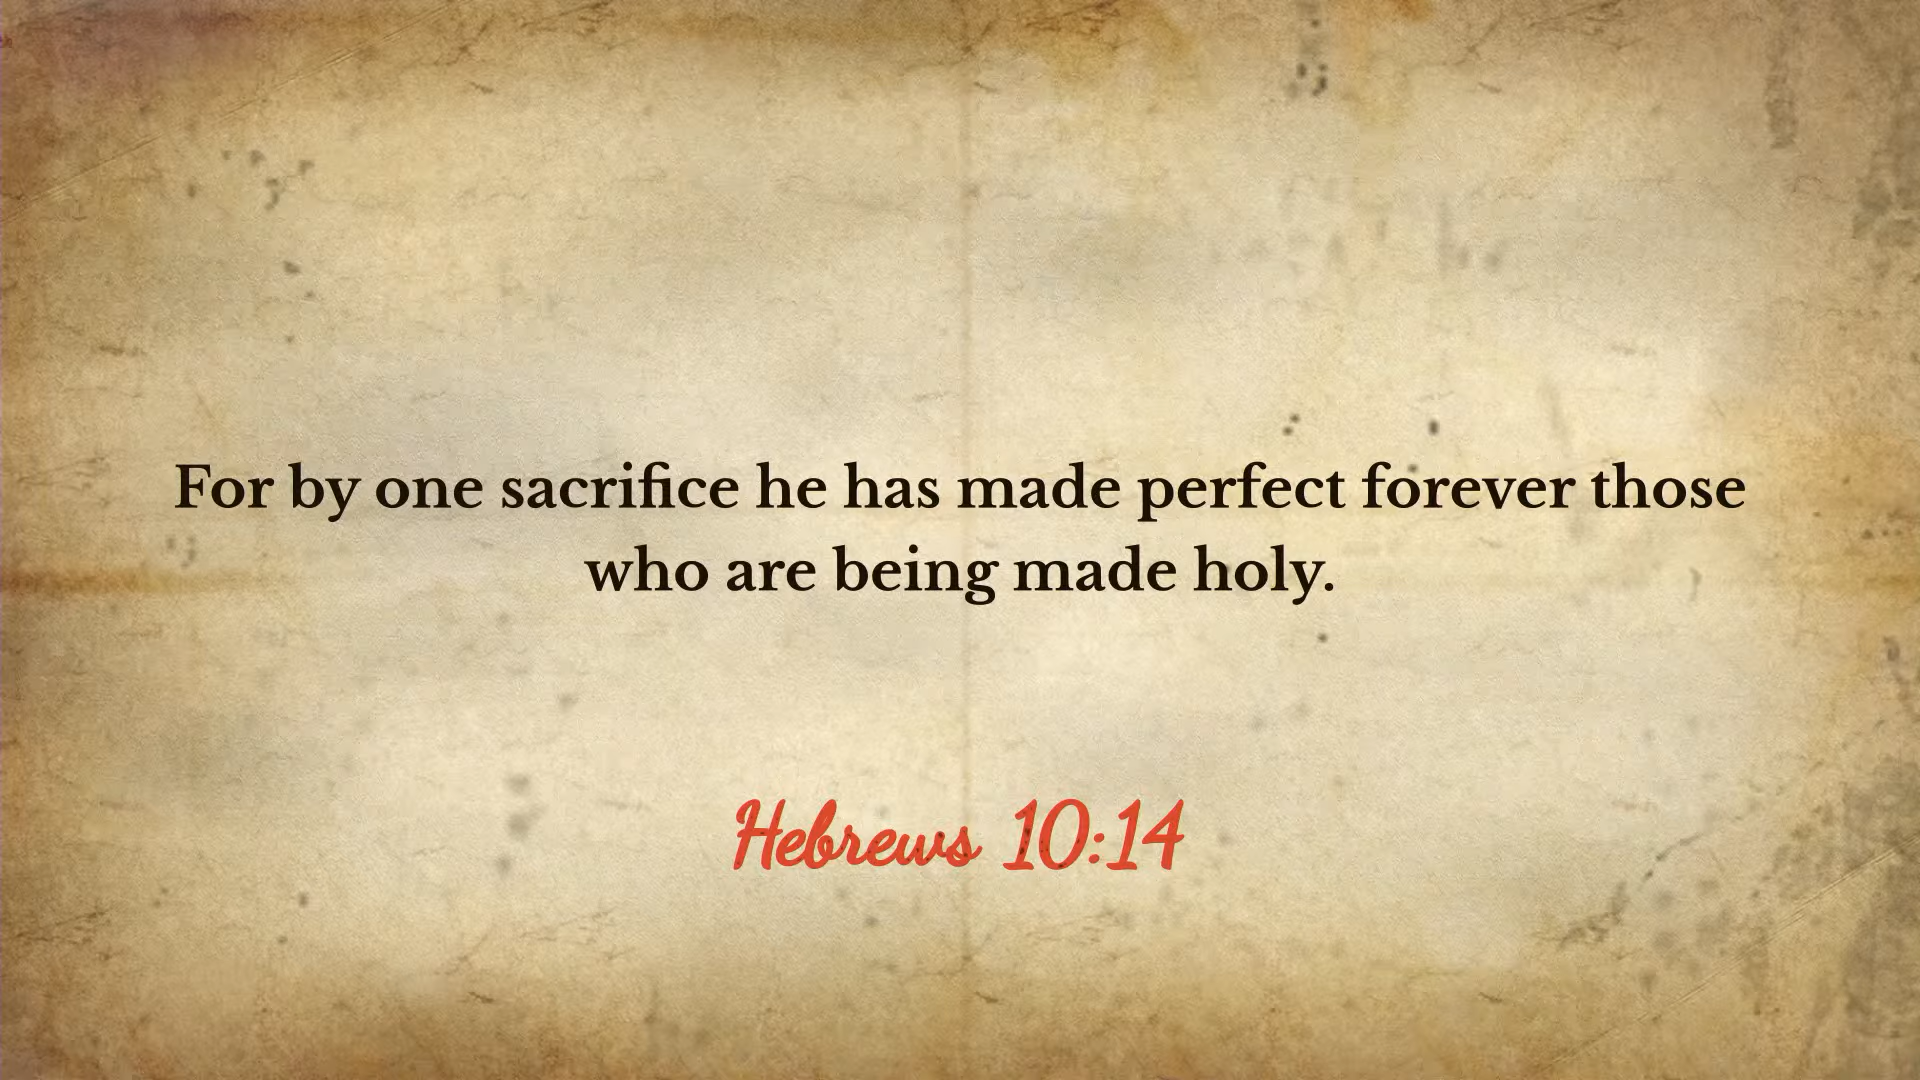 For by one sacrifice he has made perfect forever those
who are being made holy.
Hebrews 10:14